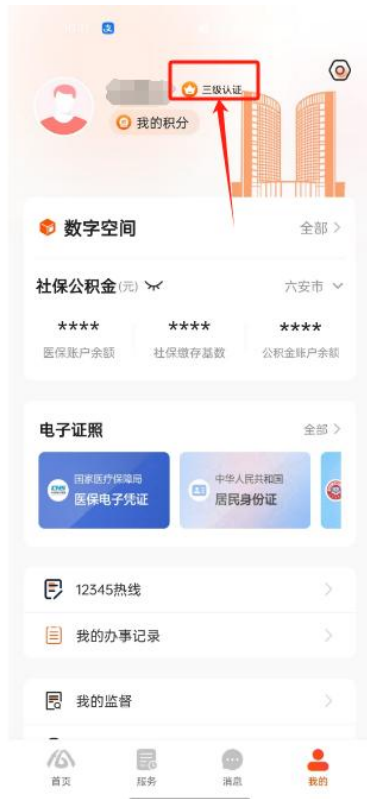 三级认证
我的积分
数字空间
全部 >
社保公积金(元)
六安市
**** **** ****
医保账户余额 社保缴存基数 公积金账户余额
电子证照
全部 >
国家医疗保障局
医保电子凭证
中华人民共和国
居民身份证
12345热线
我的办事记录
我的监督
首页 服务 消息 我的